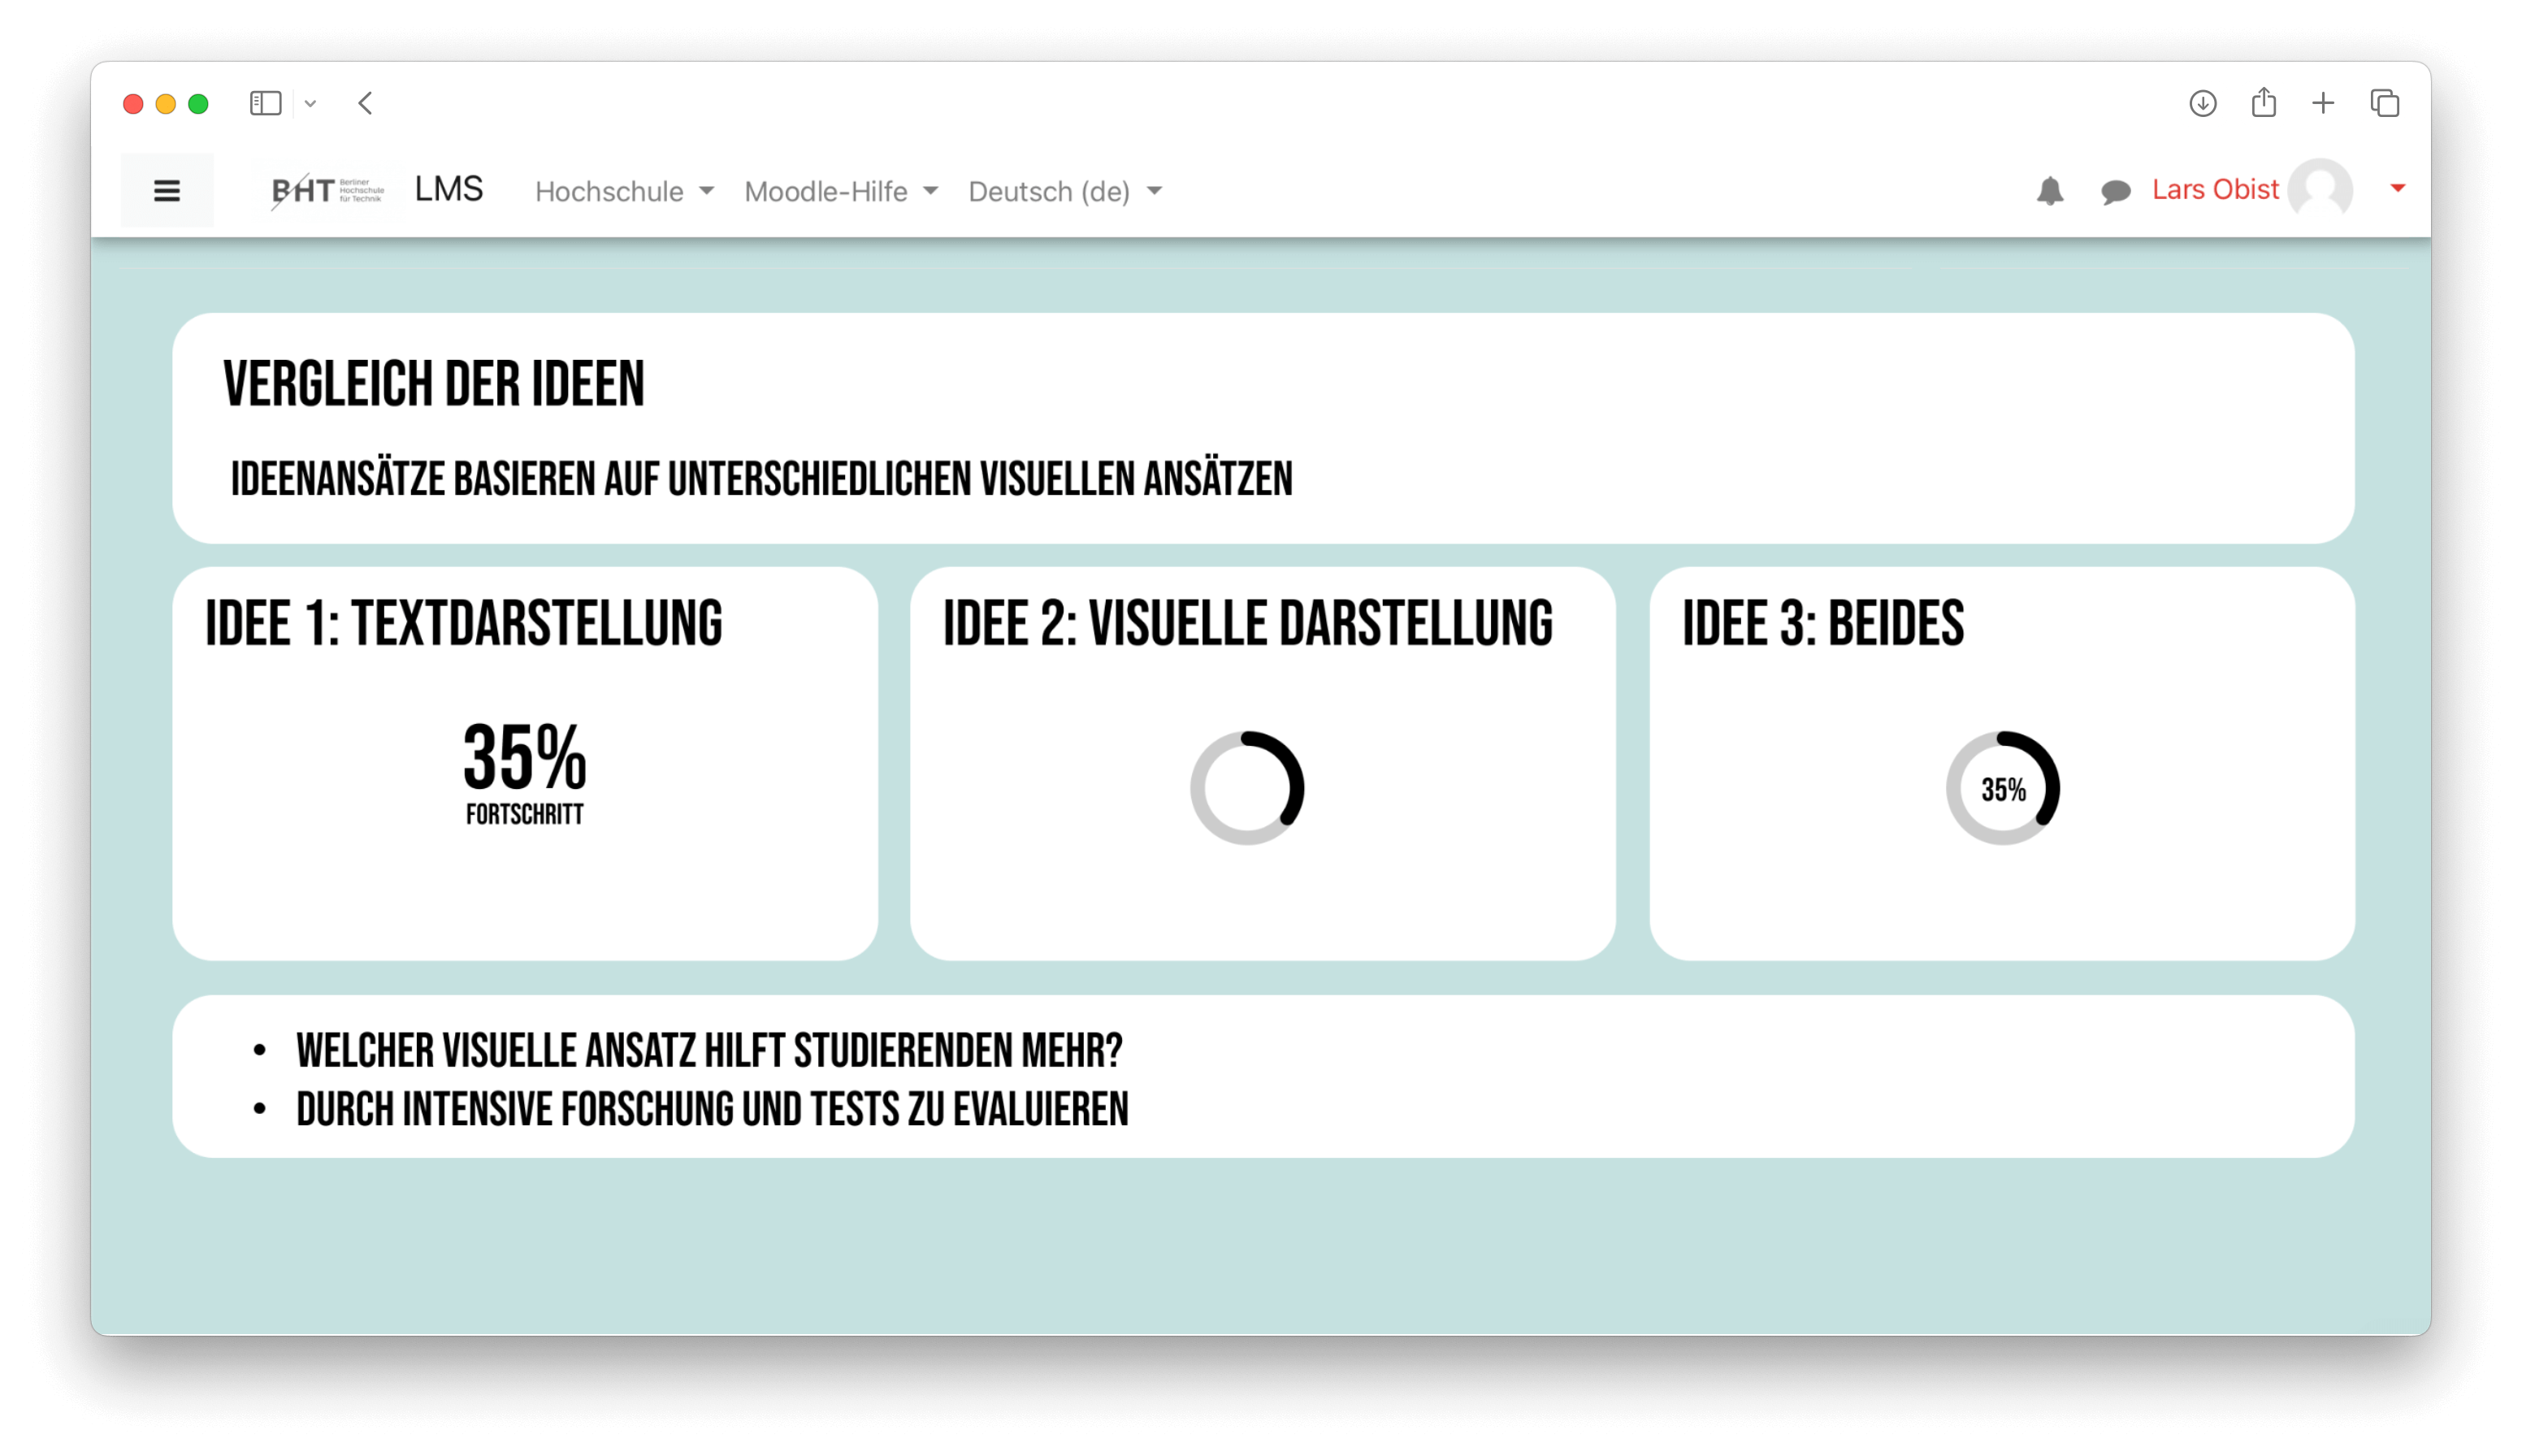 BHT Berliner Hochschule für Technik LMS Hochschule Moodle-Hilfe Deutsch (de) Lars Obist
VERGLEICH DER IDEEN
IDEENANSÄTZE BASIEREN AUF UNTERSCHIEDLICHEN VISUELLEN ANSÄTZEN
IDEE 1: TEXTDARSTELLUNG
35%
FORTSCHRITT
IDEE 2: VISUELLE DARSTELLUNG
IDEE 3: BEIDES
35%
• WELCHER VISUELLE ANSATZ HILFT STUDIERENDEN MEHR?
• DURCH INTENSIVE FORSCHUNG UND TESTS ZU EVALUIEREN